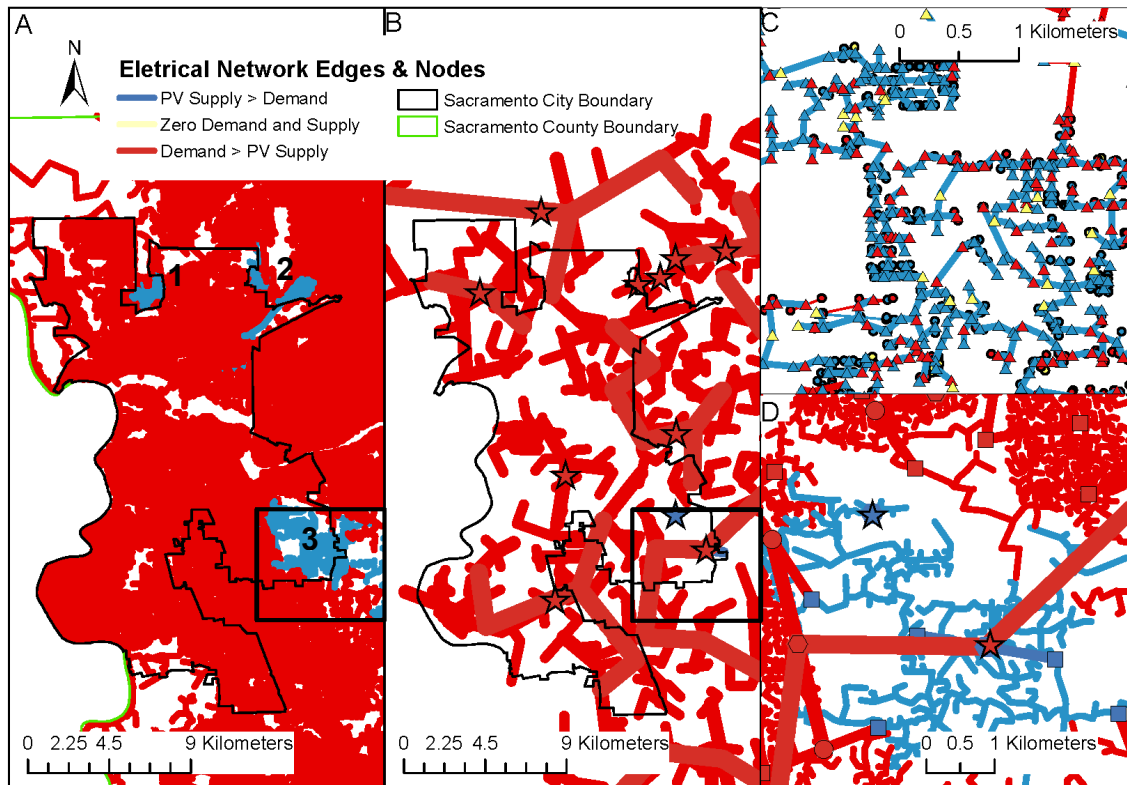 A
B
C
D
N
Eletrical Network Edges & Nodes
PV Supply > Demand
Zero Demand and Supply
Demand > PV Supply
Sacramento City Boundary
Sacramento County Boundary
1
2
3
0 2.25 4.5 9 Kilometers
0 2.25 4.5 9 Kilometers
0 0.5 1 Kilometers
0 0.5 1 Kilometers